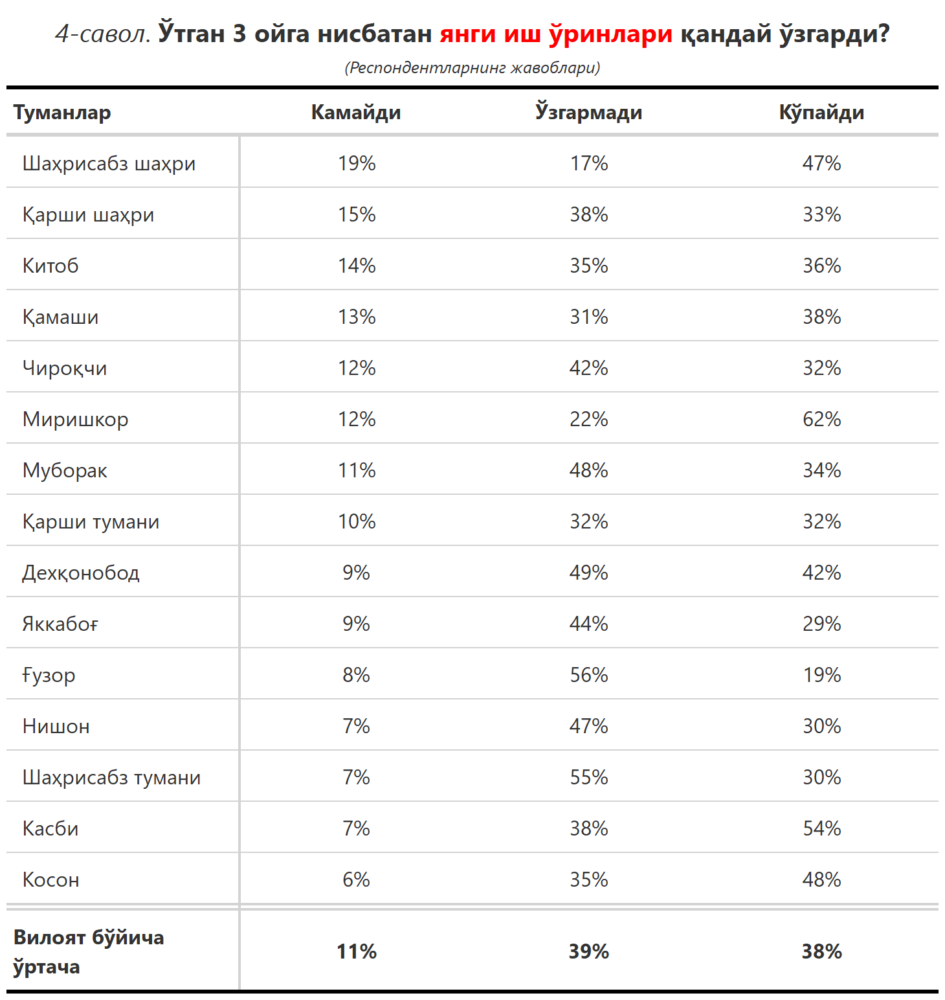 4-савол. Ўтган 3 ойга нисбатан янги иш ўринлари қандай ўзгарди?
(Респондентларнинг жавоблари)
Туманлар Камайди Ўзгармади Кўпайди
Шаҳрисабз шаҳри 19% 17% 47%
Қарши шаҳри 15% 38% 33%
Китоб 14% 35% 36%
Қамаши 13% 31% 38%
Чироқчи 12% 42% 32%
Миришкор 12% 22% 62%
Муборак 11% 48% 34%
Қарши тумани 10% 32% 32%
Дехқонобод 9% 49% 42%
Яккабоғ 9% 44% 29%
Ғузор 8% 56% 19%
Нишон 7% 47% 30%
Шаҳрисабз тумани 7% 55% 30%
Касби 7% 38% 54%
Косон 6% 35% 48%
Вилоят бўйича
ўртача 11% 39% 38%